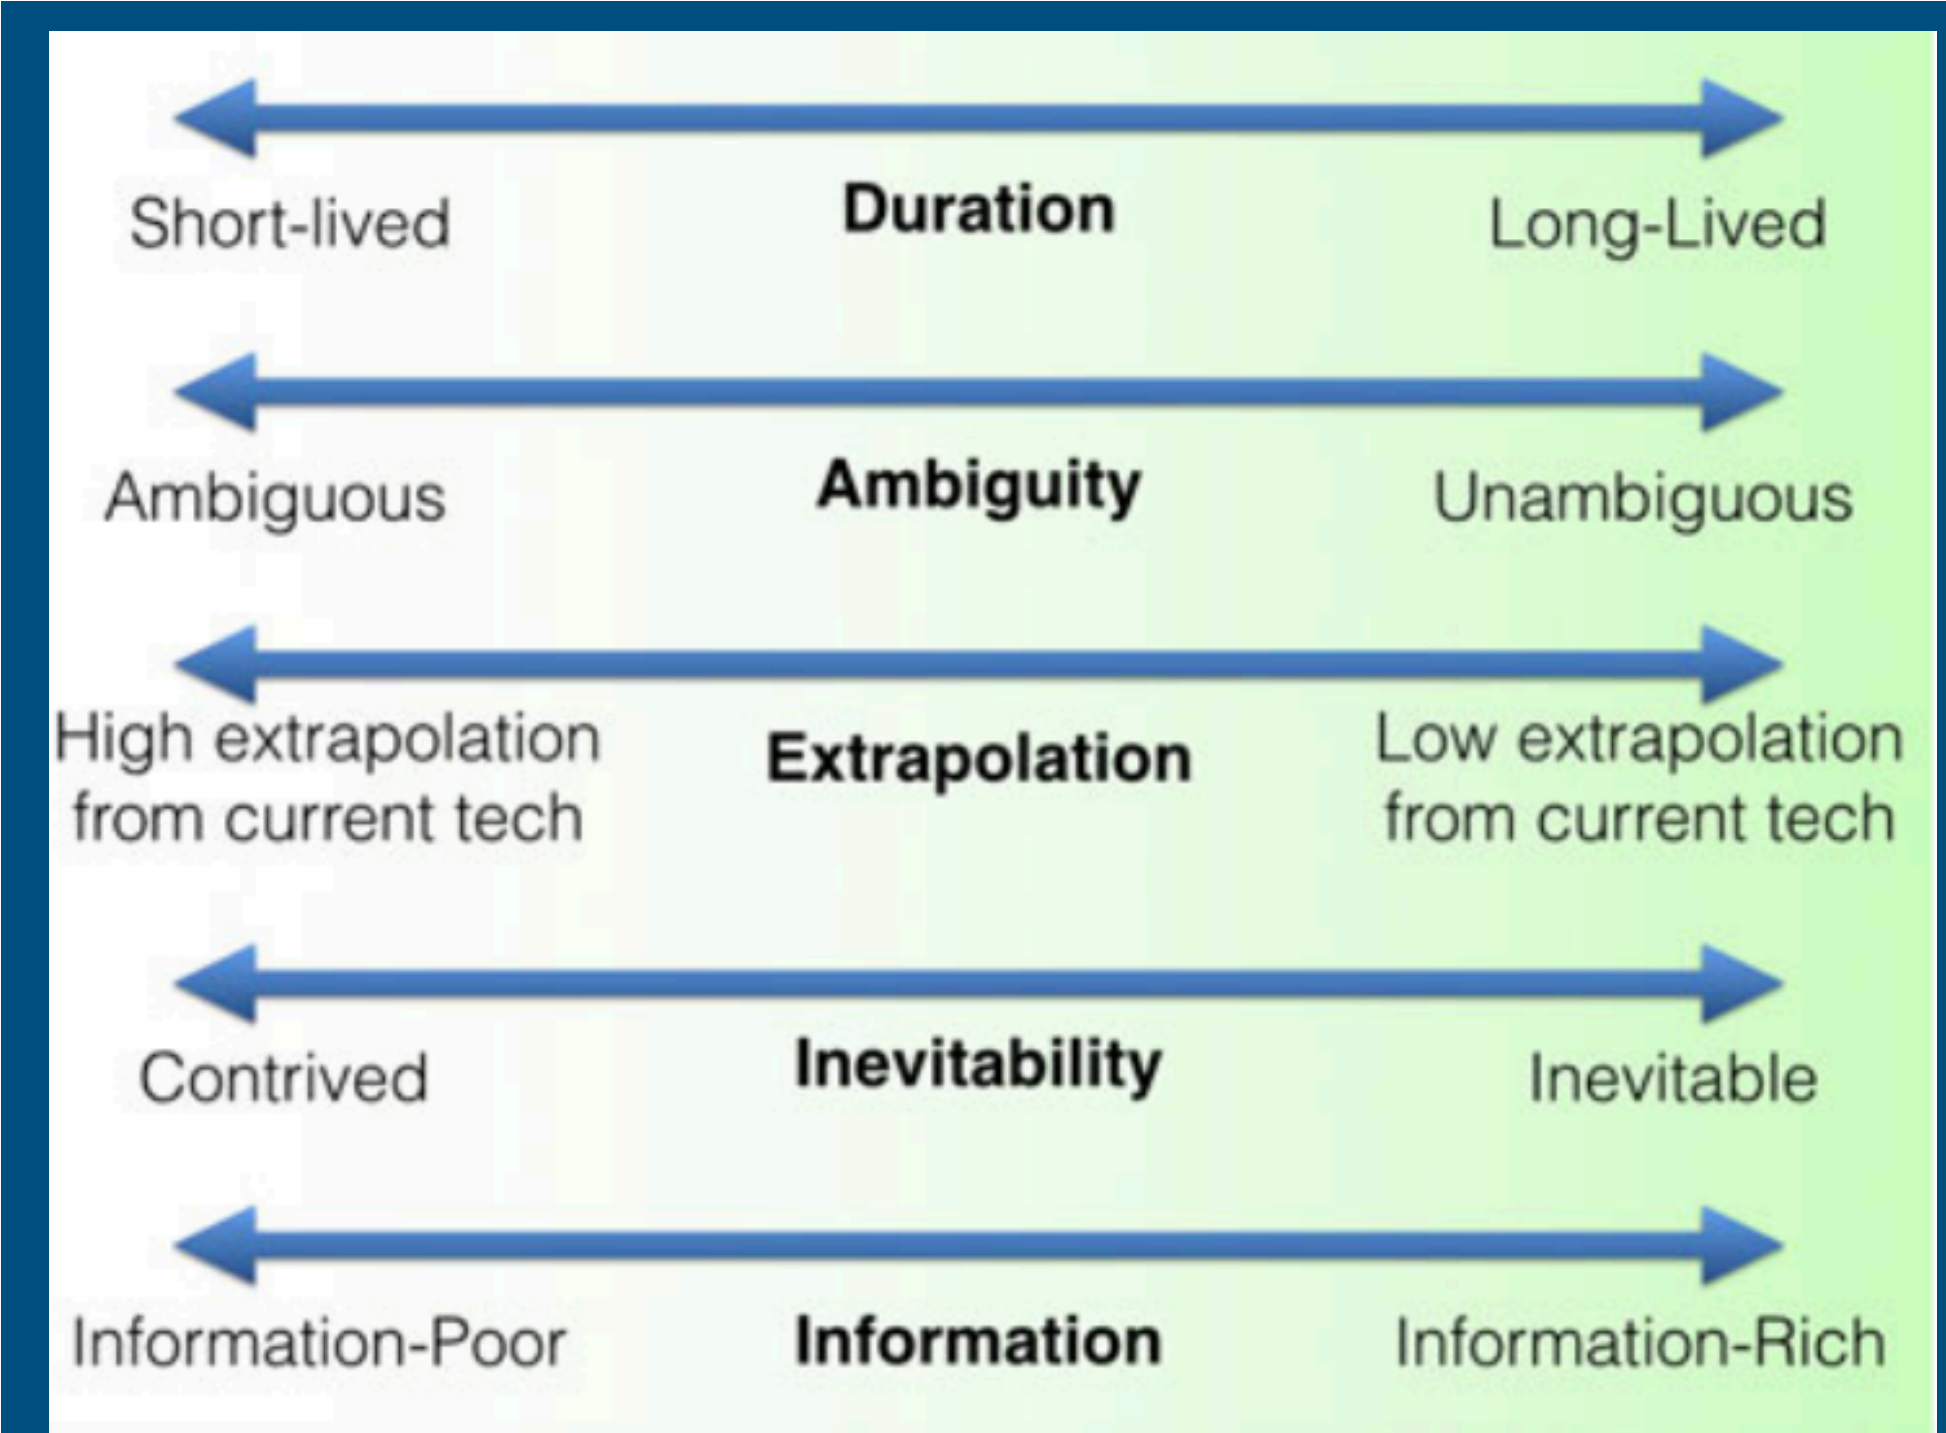 Short-lived Duration Long-Lived
Ambiguous Ambiguity Unambiguous
High extrapolation Extrapolation Low extrapolation
from current tech from current tech
Contrived Inevitability Inevitable
Information-Poor Information Information-Rich